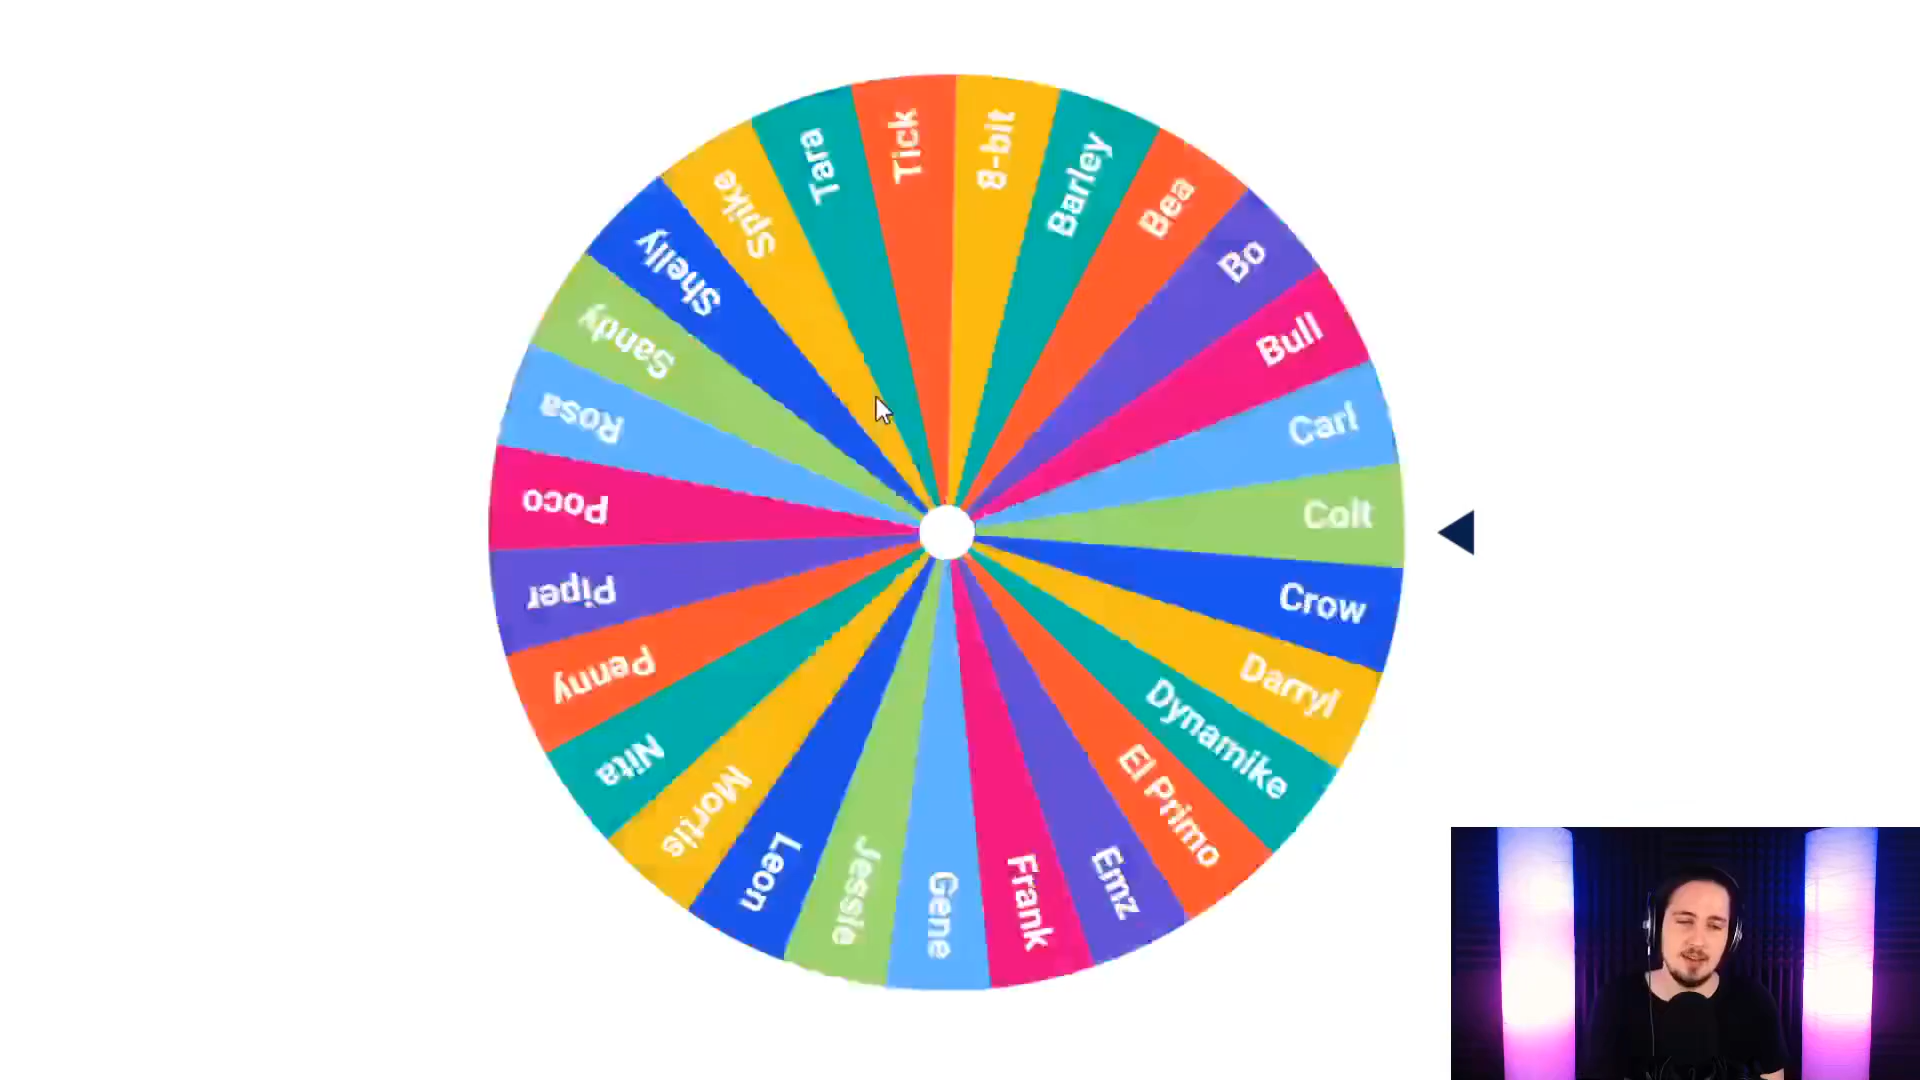 8-bit
Barley
Bea
Bo
Bull
Carl
Colt
Crow
Darryl
Dynamike
El Primo
Emz
Frank
Gene
Jessie
Leon
Mortis
Nita
Penny
Piper
Poco
Rosa
Sandy
Shelly
Spike
Tara
Tick